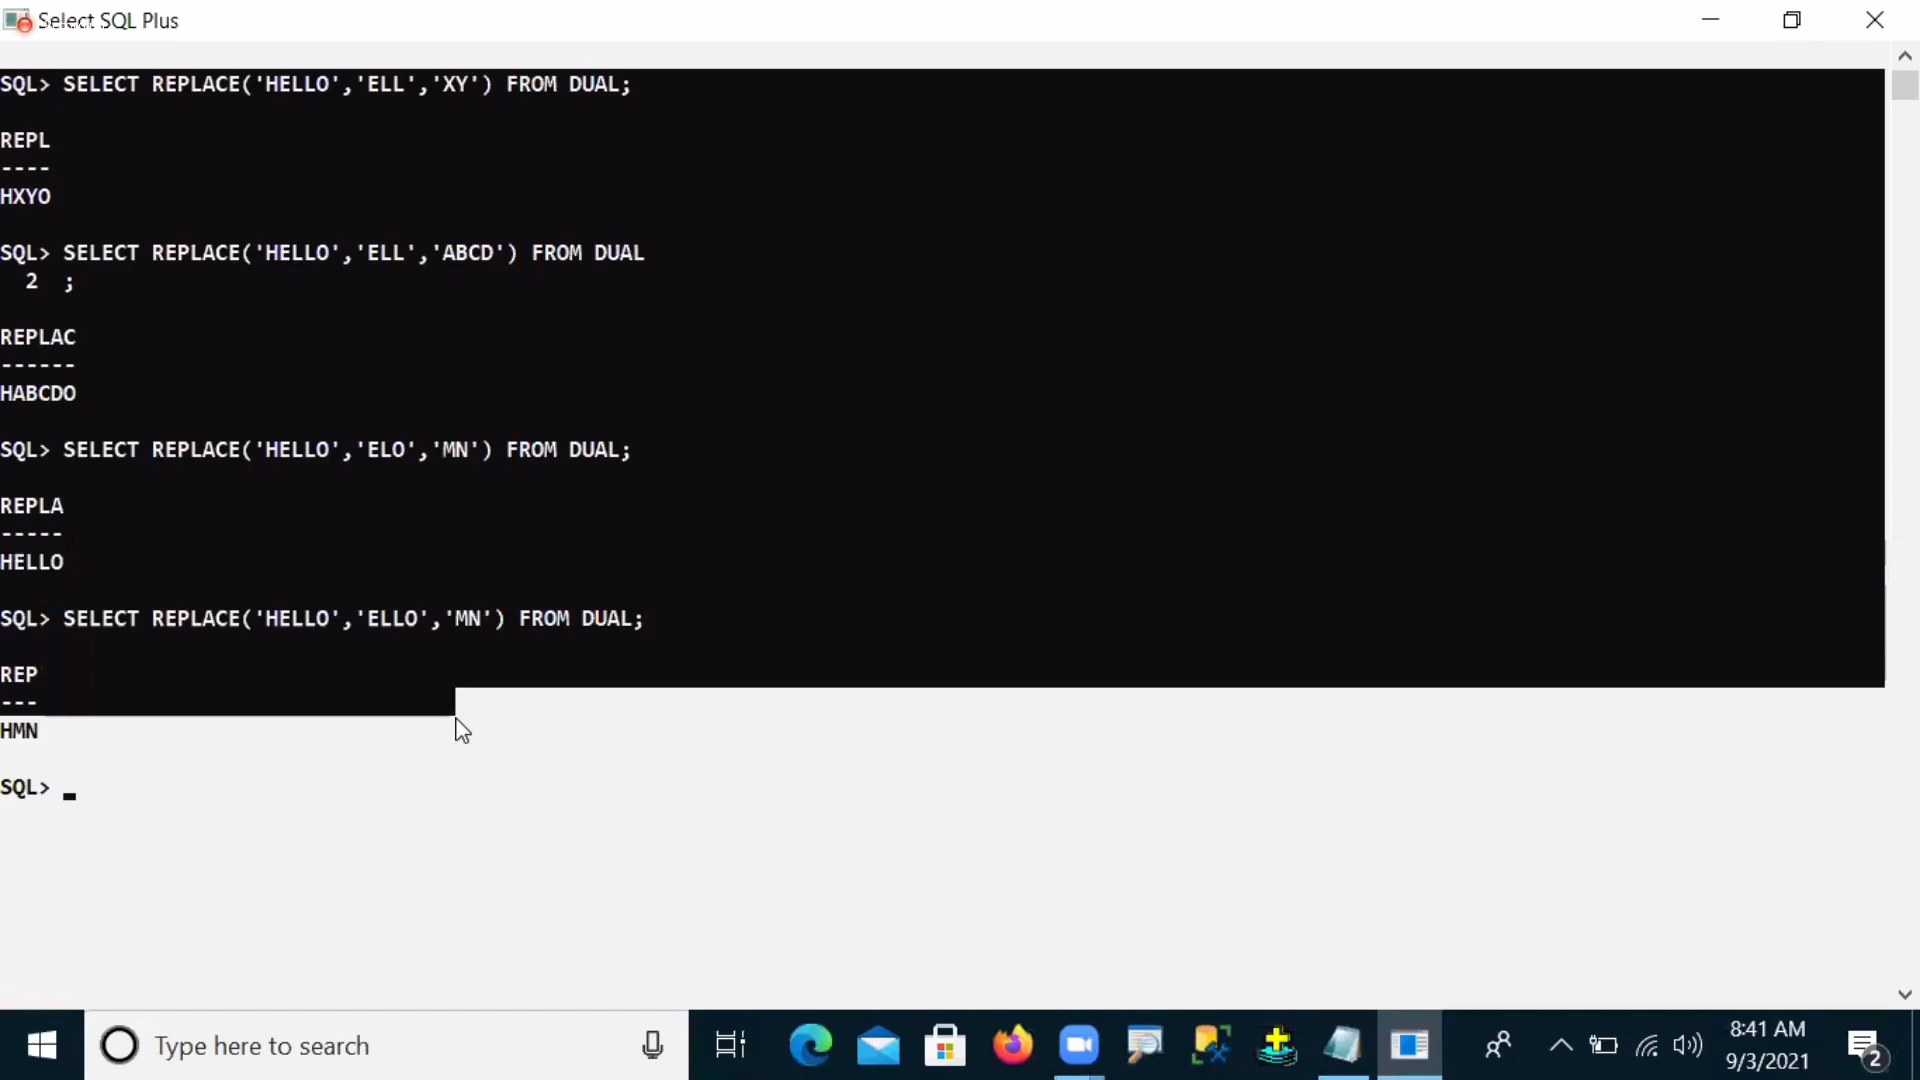 Select SQL Plus
SQL> SELECT REPLACE('HELLO','ELL','XY') FROM DUAL;
REPL
----
HXYO
SQL> SELECT REPLACE('HELLO','ELL','ABCD') FROM DUAL
  2  ;
REPLAC
------
HABCDO
SQL> SELECT REPLACE('HELLO','ELO','MN') FROM DUAL;
REPLA
-----
HELLO
SQL> SELECT REPLACE('HELLO','ELLO','MN') FROM DUAL;
REP
---
HMN
SQL>
Type here to search
8:41 AM
9/3/2021
2